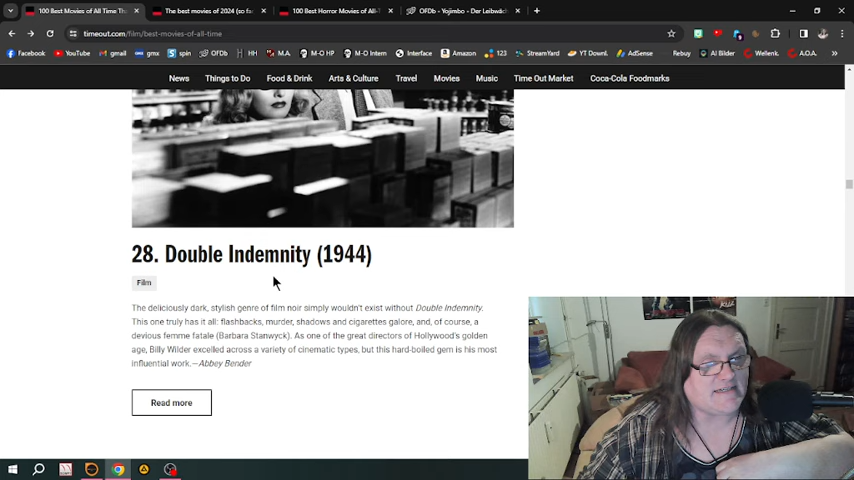 100 Best Movies of All Time Th
The best movies of 2024 (so fa
100 Best Horror Movies of All-T
OFDb - Yojimbo - Der Leibwäc
timeout.com/film/best-movies-of-all-time
Facebook
YouTube
gmail
gmx
spin
OFDb
HH
M.A.
M-O HP
M-O Intern
Interface
Amazon
123
StreamYard
YT Downl.
AdSense
Rebuy
AI Bilder
Wellenk.
A.O.A.
News
Things to Do
Food & Drink
Arts & Culture
Travel
Movies
Music
Time Out Market
Coca-Cola Foodmarks
28. Double Indemnity (1944)
Film
The deliciously dark, stylish genre of film noir simply wouldn't exist without Double Indemnity.
This one truly has it all: flashbacks, murder, shadows and cigarettes galore, and, of course, a
devious femme fatale (Barbara Stanwyck). As one of the great directors of Hollywood's golden
age, Billy Wilder excelled across a variety of cinematic types, but this hard-boiled gem is his most
influential work.—Abbey Bender
Read more